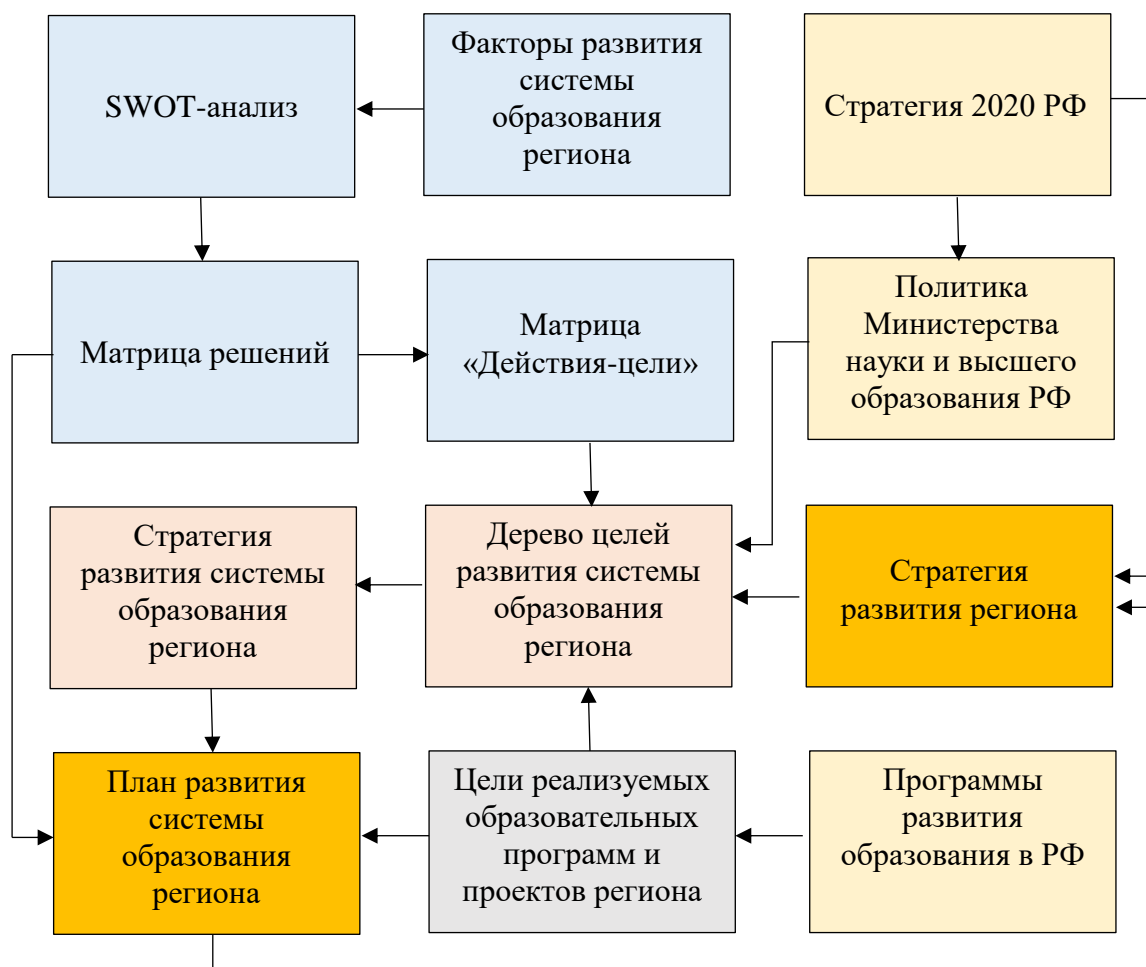 SWOT-анализ
Факторы развития
системы
образования
региона
Стратегия 2020 РФ
Матрица решений
Матрица
«Действия-цели»
Политика
Министерства
науки и высшего
образования РФ
Стратегия
развития системы
образования
региона
Дерево целей
развития системы
образования
региона
Стратегия
развития региона
План развития
системы
образования
региона
Цели реализуемых
образовательных
программ и
проектов региона
Программы
развития
образования в РФ